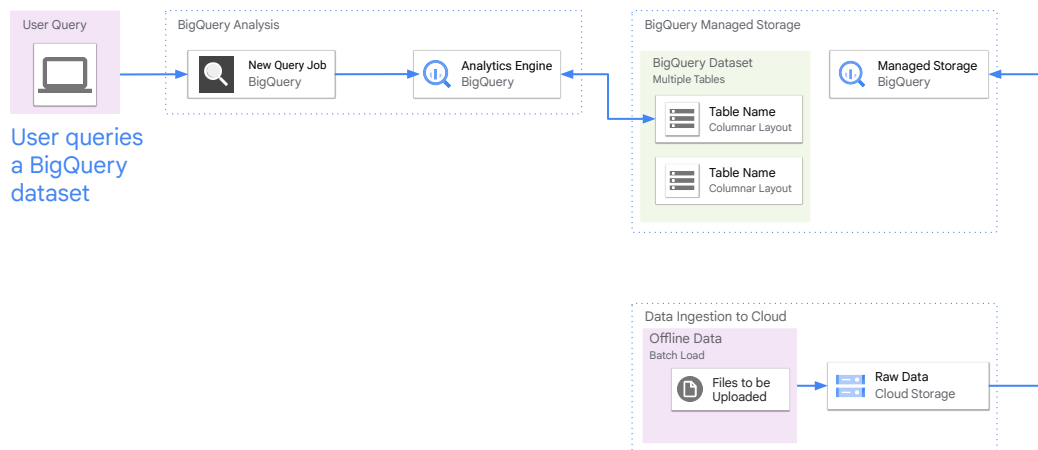 User Query
User queries
a BigQuery
dataset
BigQuery Analysis
New Query Job
BigQuery
Analytics Engine
BigQuery
BigQuery Managed Storage
BigQuery Dataset
Multiple Tables
Table Name
Columnar Layout
Table Name
Columnar Layout
Managed Storage
BigQuery
Data Ingestion to Cloud
Offline Data
Batch Load
Files to be
Uploaded
Raw Data
Cloud Storage